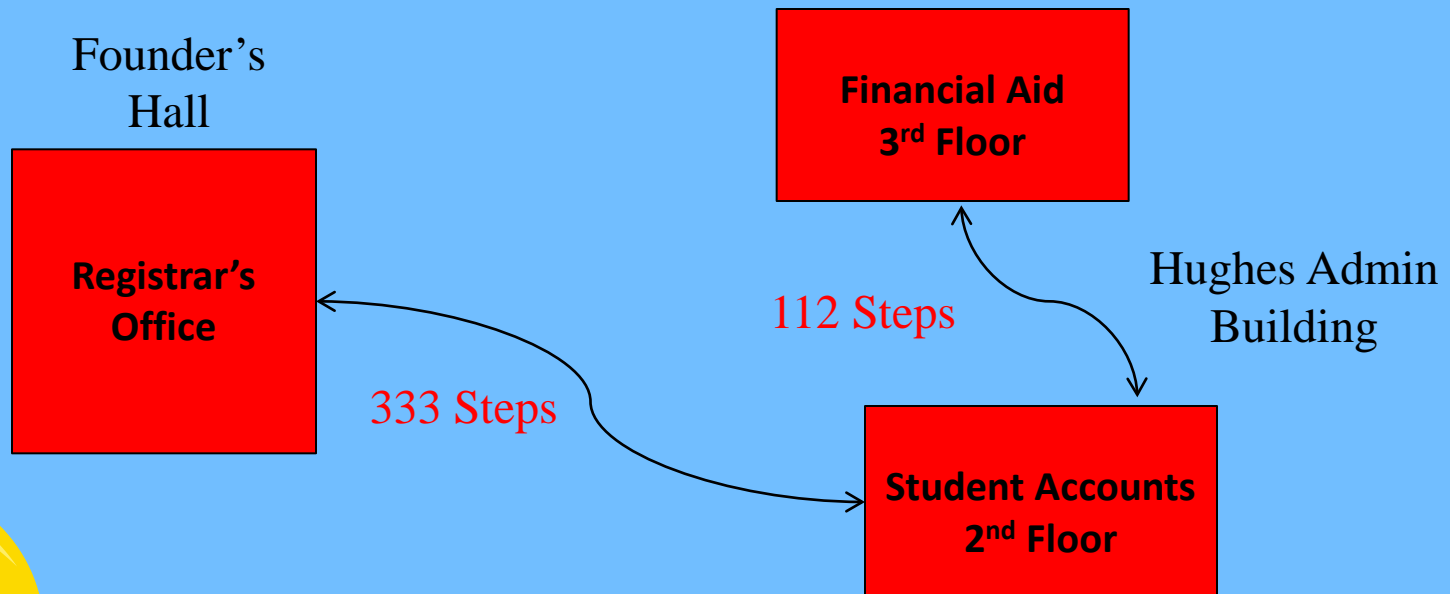 Founder’s
Hall
Registrar’s
Office
333 Steps
Financial Aid
3rd Floor
112 Steps
Hughes Admin
Building
Student Accounts
2nd Floor